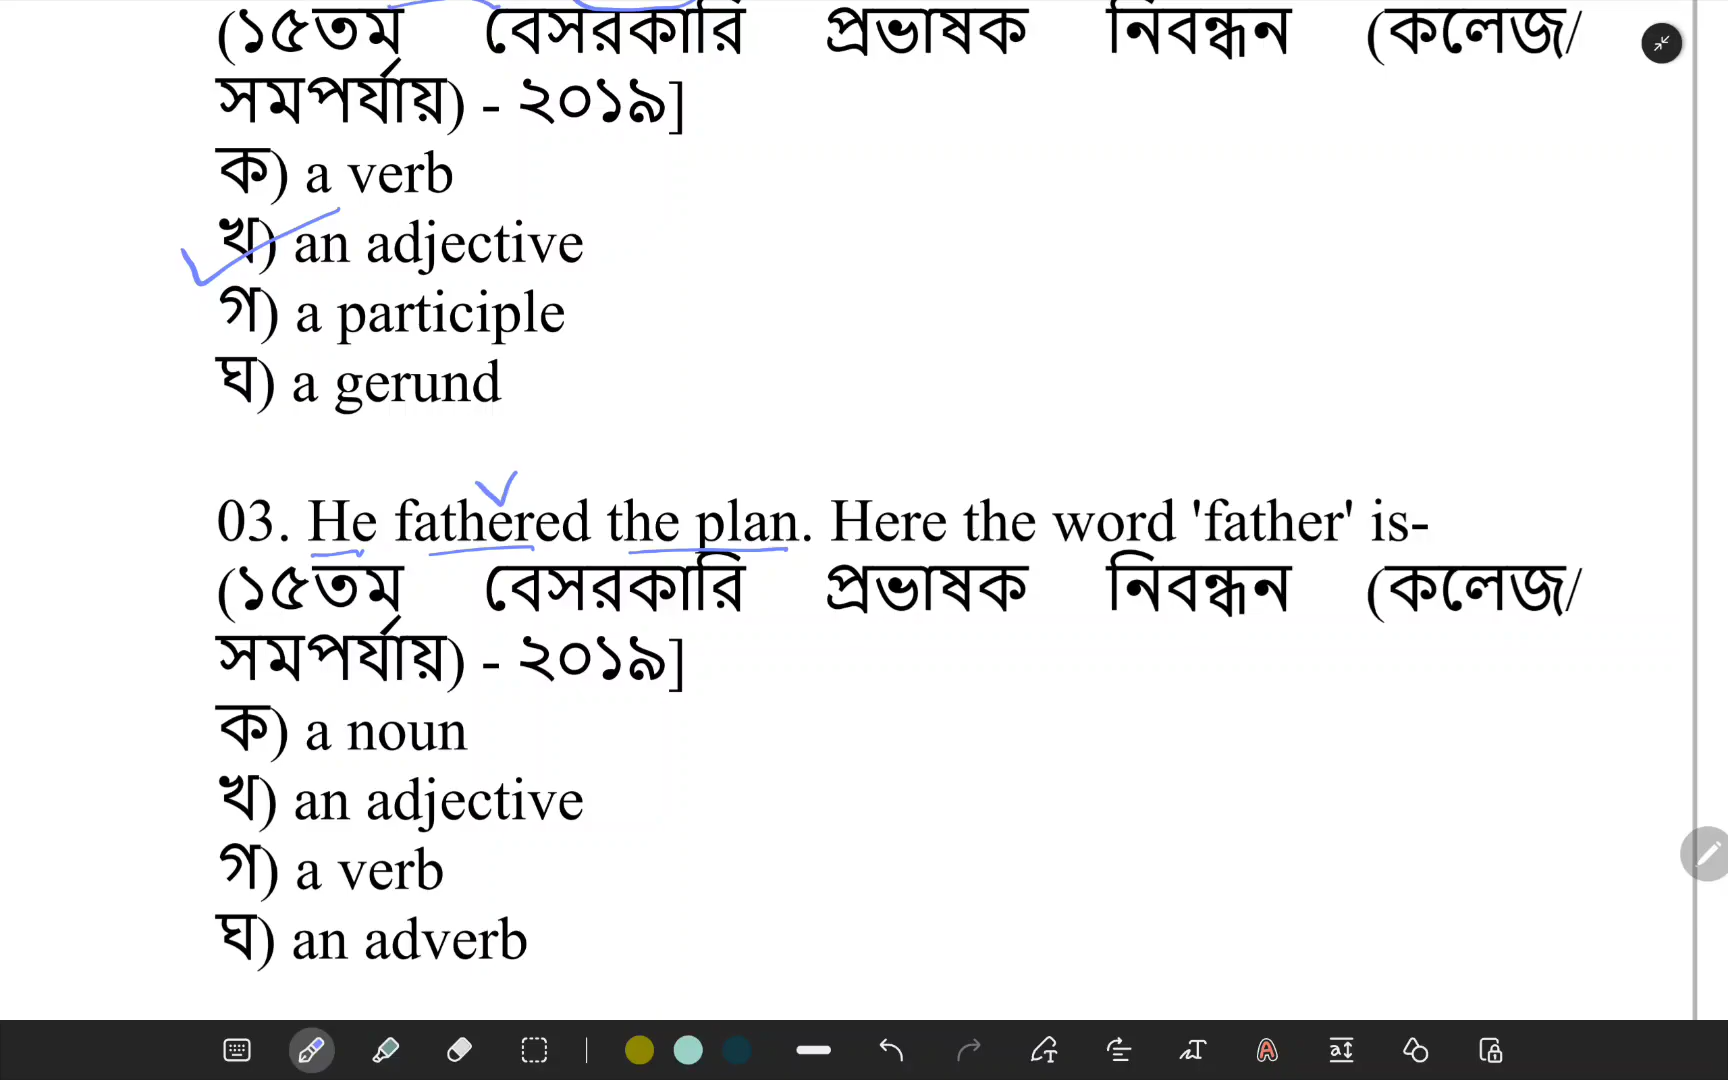 (১৫তম বেসরকারি প্রভাষক নিবন্ধন (কলেজ/
সমপর্যায়) - ২০১৯]
ক) a verb
খ) an adjective
গ) a participle
ঘ) a gerund
03. He fathered the plan. Here the word 'father' is-
(১৫তম বেসরকারি প্রভাষক নিবন্ধন (কলেজ/
সমপর্যায়) - ২০১৯]
ক) a noun
খ) an adjective
গ) a verb
ঘ) an adverb